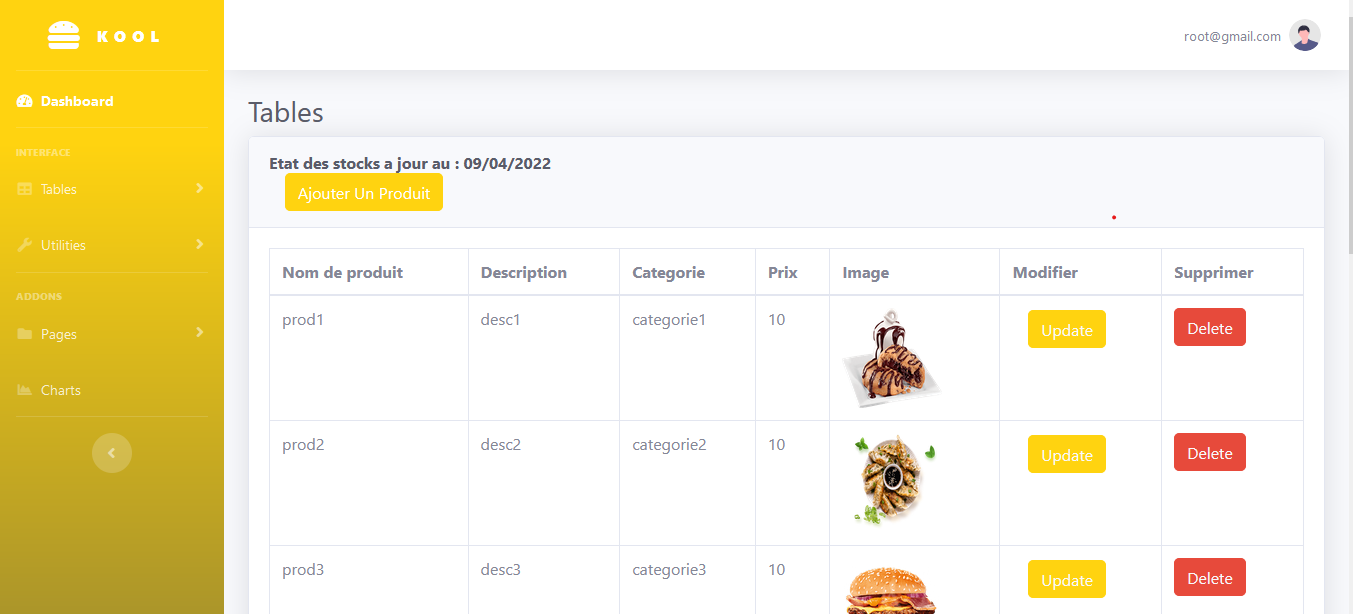 KOOL
root@gmail.com
Dashboard
INTERFACE
Tables
Utilities
ADDONS
Pages
Charts
Tables
Etat des stocks a jour au : 09/04/2022
Ajouter Un Produit
Nom de produit Description Categorie Prix Image Modifier Supprimer
prod1 desc1 categorie1 10 Update Delete
prod2 desc2 categorie2 10 Update Delete
prod3 desc3 categorie3 10 Update Delete